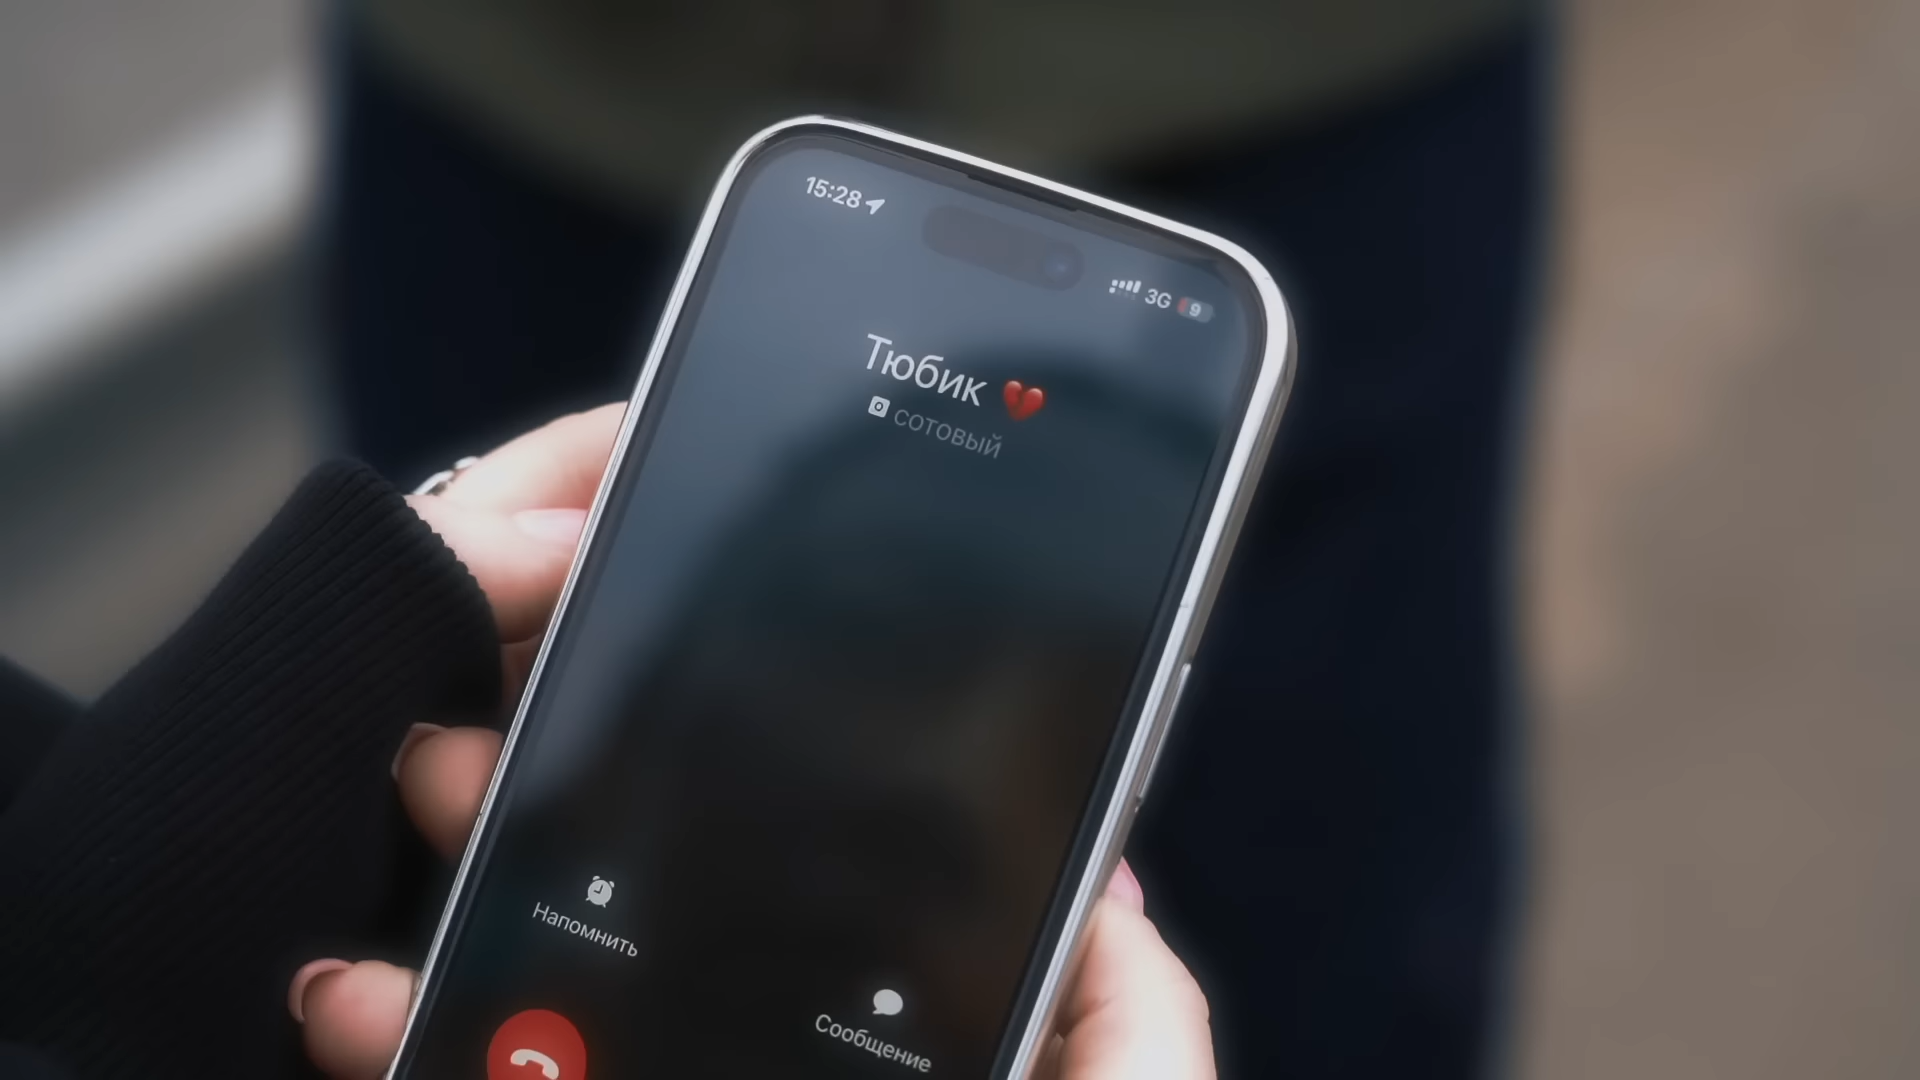 15:28
3G 9
Тюбик 💔
O сотовый
Напомнить
Сообщение